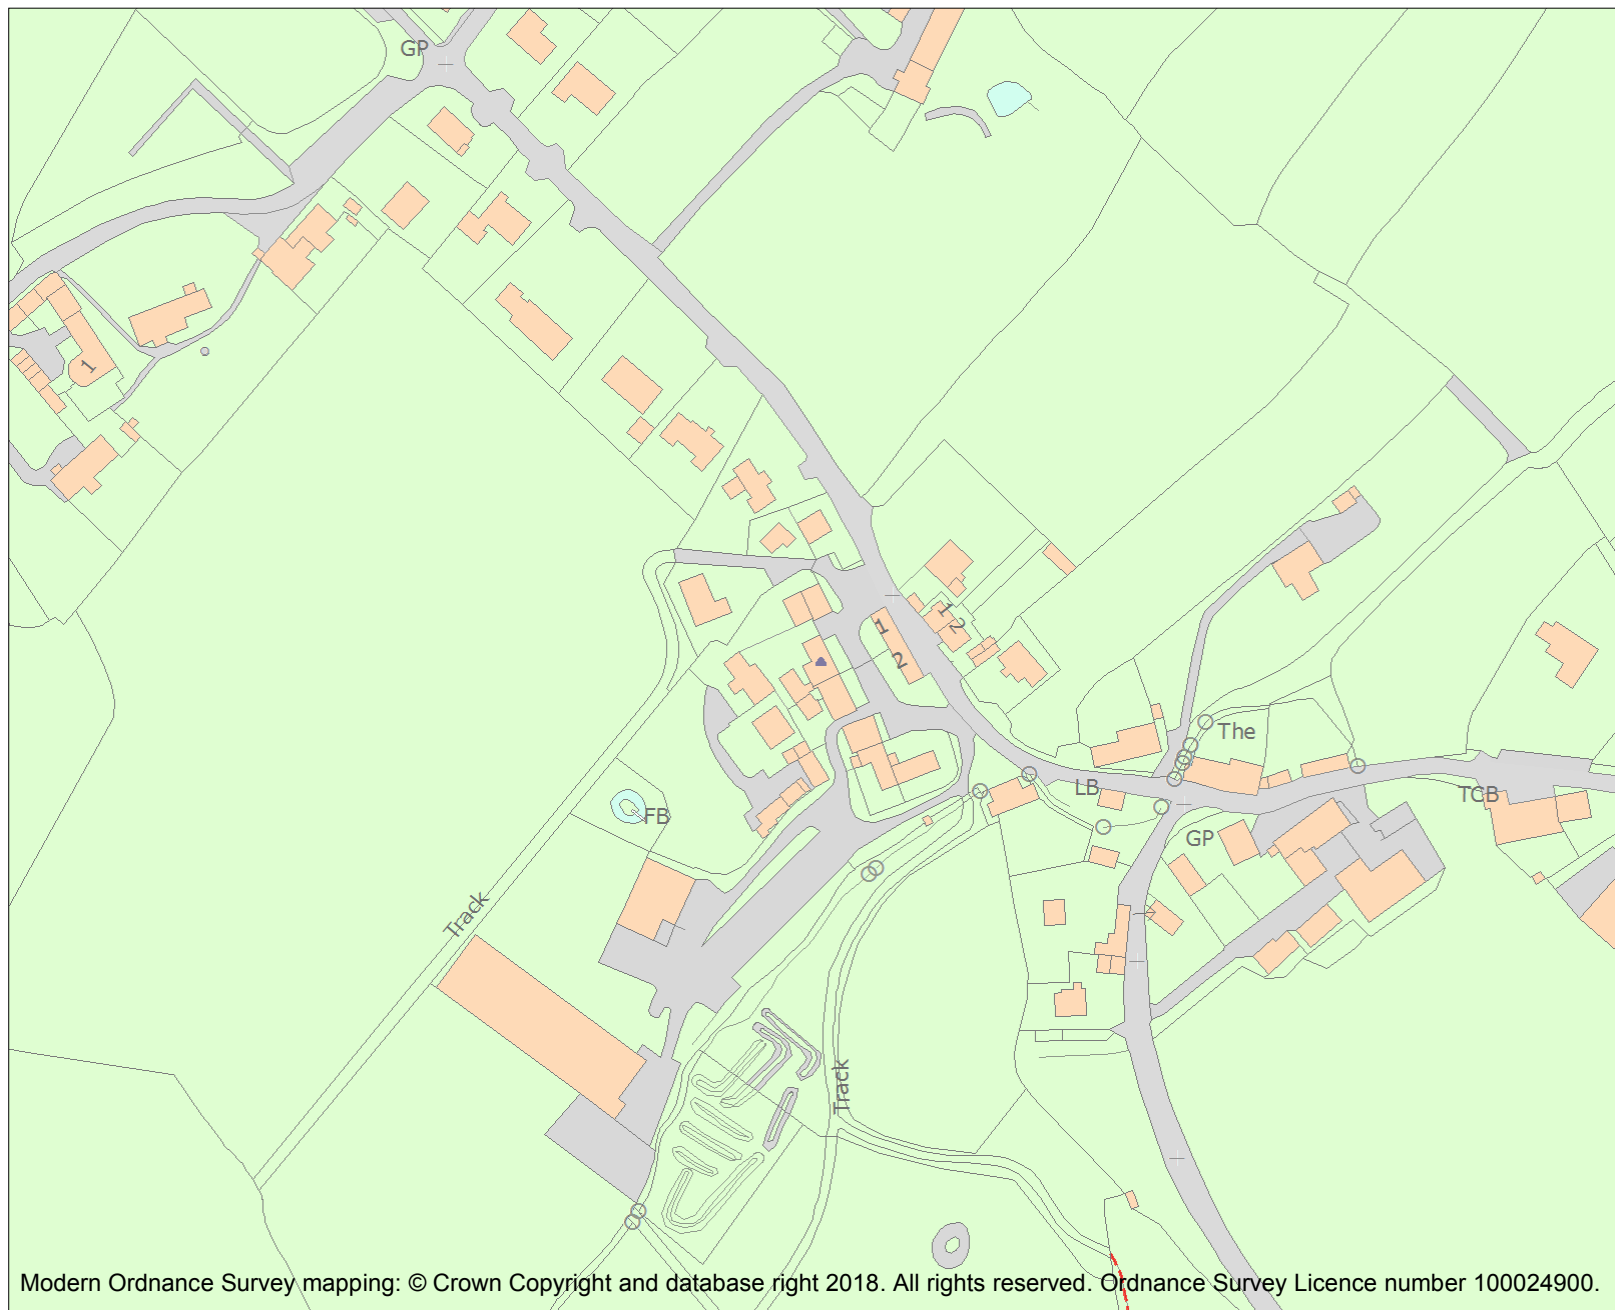 GP
1
1
2
1
2
The
LB
TCB
FB
GP
Track
Track
Modern Ordnance Survey mapping: © Crown Copyright and database right 2018. All rights reserved. Ordnance Survey Licence number 100024900.